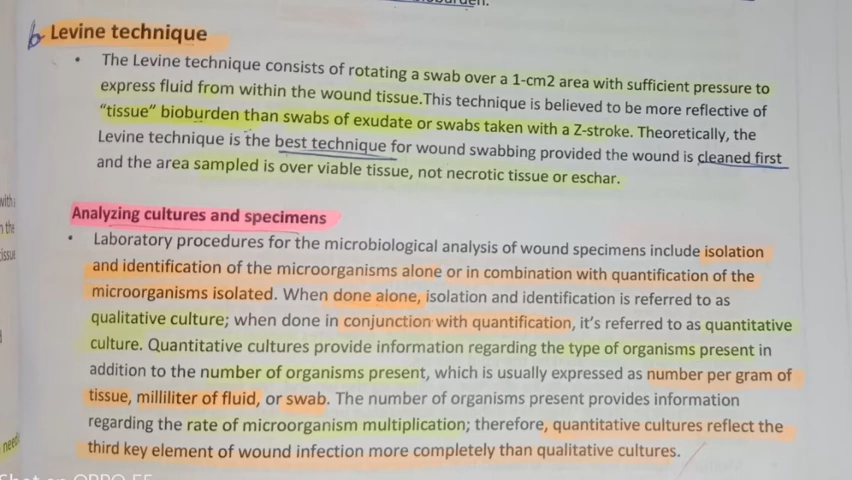 burden.
b Levine technique
• The Levine technique consists of rotating a swab over a 1-cm2 area with sufficient pressure to
express fluid from within the wound tissue.This technique is believed to be more reflective of
“tissue” bioburden than swabs of exudate or swabs taken with a Z-stroke. Theoretically, the
Levine technique is the best technique for wound swabbing provided the wound is cleaned first
and the area sampled is over viable tissue, not necrotic tissue or eschar.
Analyzing cultures and specimens
• Laboratory procedures for the microbiological analysis of wound specimens include isolation
and identification of the microorganisms alone or in combination with quantification of the
microorganisms isolated. When done alone, isolation and identification is referred to as
qualitative culture; when done in conjunction with quantification, it’s referred to as quantitative
culture. Quantitative cultures provide information regarding the type of organisms present in
addition to the number of organisms present, which is usually expressed as number per gram of
tissue, milliliter of fluid, or swab. The number of organisms present provides information
regarding the rate of microorganism multiplication; therefore, quantitative cultures reflect the
third key element of wound infection more completely than qualitative cultures.
with
the
need
Shot on OPPO F5